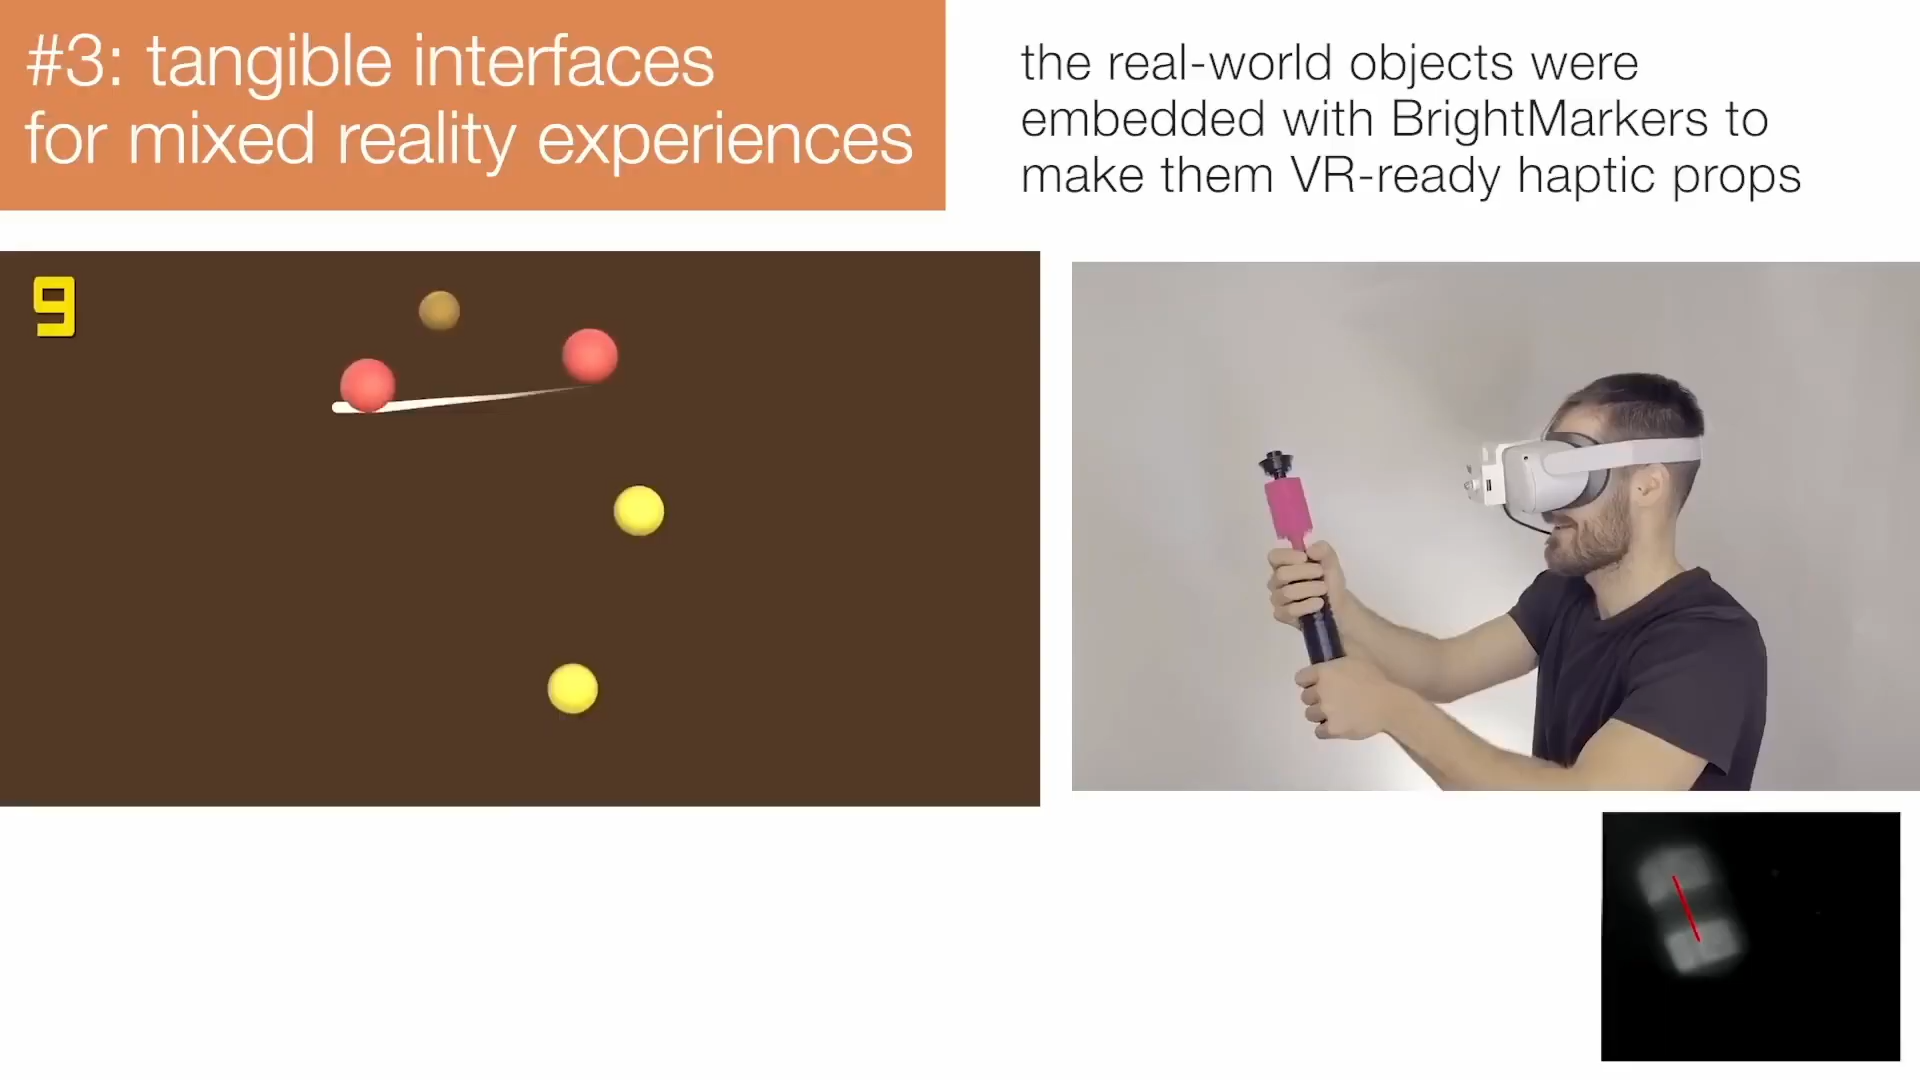 #3: tangible interfaces
for mixed reality experiences
the real-world objects were
embedded with BrightMarkers to
make them VR-ready haptic props
9